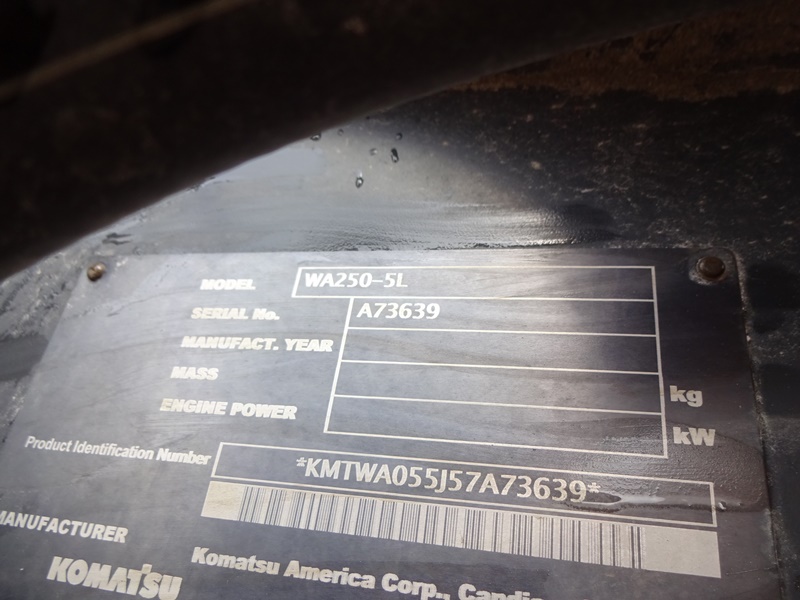 MODEL WA250-5L
SERIAL No. A73639
MANUFACT. YEAR
MASS kg
ENGINE POWER kW
Product Identification Number *KMTWA055J57A73639*
MANUFACTURER
KOMATSU Komatsu America Corp.,